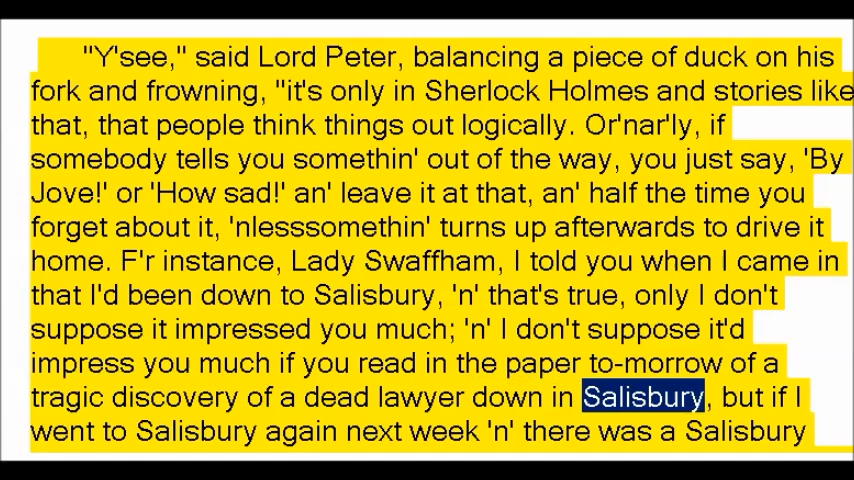 "Y'see," said Lord Peter, balancing a piece of duck on his
fork and frowning, "it's only in Sherlock Holmes and stories like
that, that people think things out logically. Or'nar'ly, if
somebody tells you somethin' out of the way, you just say, 'By
Jove!' or 'How sad!' an' leave it at that, an' half the time you
forget about it, 'nlesssomethin' turns up afterwards to drive it
home. F'r instance, Lady Swaffham, I told you when I came in
that I'd been down to Salisbury, 'n' that's true, only I don't
suppose it impressed you much; 'n' I don't suppose it'd
impress you much if you read in the paper to-morrow of a
tragic discovery of a dead lawyer down in Salisbury, but if I
went to Salisbury again next week 'n' there was a Salisbury